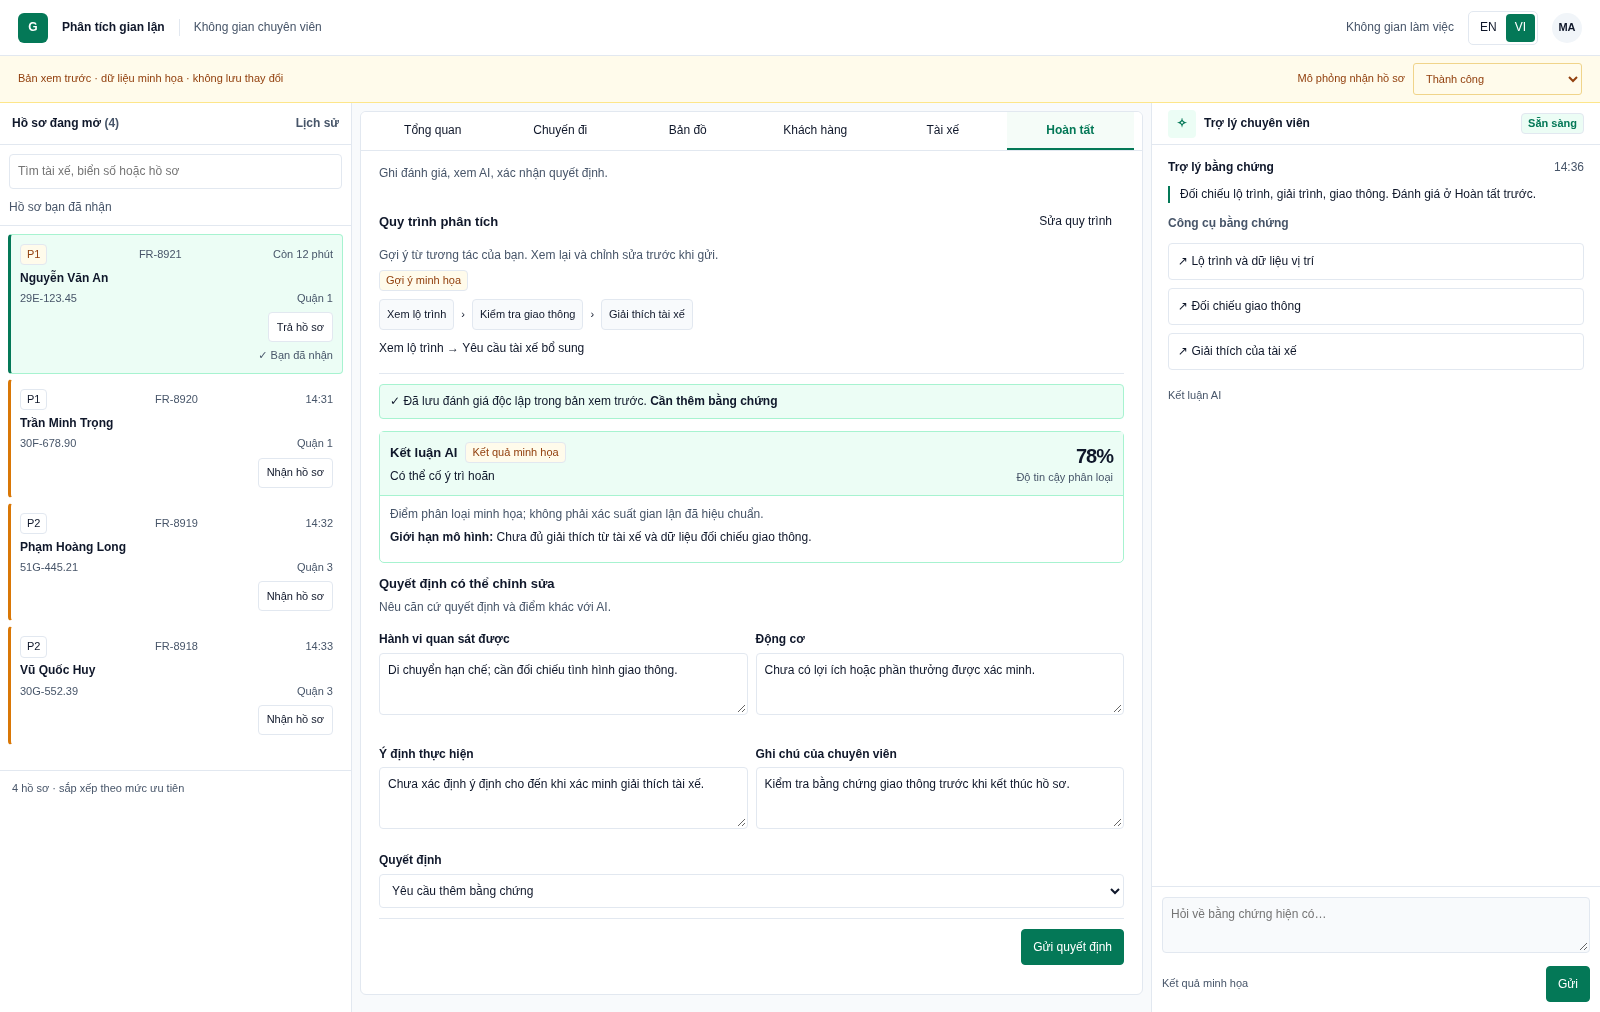 G Phân tích gian lận Không gian chuyên viên Không gian làm việc EN VI MA
Bản xem trước · dữ liệu minh họa · không lưu thay đổi Mô phỏng nhận hồ sơ Thành công
Hồ sơ đang mở (4) Lịch sử
Tìm tài xế, biển số hoặc hồ sơ
Hồ sơ bạn đã nhận
P1 FR-8921 Còn 12 phút
Nguyễn Văn An
29E-123.45 Quận 1
Trả hồ sơ
✓ Bạn đã nhận
P1 FR-8920 14:31
Trần Minh Trọng
30F-678.90 Quận 1
Nhận hồ sơ
P2 FR-8919 14:32
Phạm Hoàng Long
51G-445.21 Quận 3
Nhận hồ sơ
P2 FR-8918 14:33
Vũ Quốc Huy
30G-552.39 Quận 3
Nhận hồ sơ
4 hồ sơ · sắp xếp theo mức ưu tiên
Tổng quan Chuyến đi Bản đồ Khách hàng Tài xế Hoàn tất
Ghi đánh giá, xem AI, xác nhận quyết định.
Quy trình phân tích Sửa quy trình
Gợi ý từ tương tác của bạn. Xem lại và chỉnh sửa trước khi gửi.
Gợi ý minh họa
Xem lộ trình › Kiểm tra giao thông › Giải thích tài xế
Xem lộ trình → Yêu cầu tài xế bổ sung
✓ Đã lưu đánh giá độc lập trong bản xem trước. Cần thêm bằng chứng
Kết luận AI Kết quả minh họa 78%
Có thể cố ý trì hoãn Độ tin cậy phân loại
Điểm phân loại minh họa; không phải xác suất gian lận đã hiệu chuẩn.
Giới hạn mô hình: Chưa đủ giải thích từ tài xế và dữ liệu đối chiếu giao thông.
Quyết định có thể chỉnh sửa
Nêu căn cứ quyết định và điểm khác với AI.
Hành vi quan sát được Động cơ
Di chuyển hạn chế; cần đối chiếu tình hình giao thông. Chưa có lợi ích hoặc phần thưởng được xác minh.
Ý định thực hiện Ghi chú của chuyên viên
Chưa xác định ý định cho đến khi xác minh giải thích tài xế. Kiểm tra bằng chứng giao thông trước khi kết thúc hồ sơ.
Quyết định
Yêu cầu thêm bằng chứng
Gửi quyết định
Trợ lý chuyên viên Sẵn sàng
Trợ lý bằng chứng 14:36
Đối chiếu lộ trình, giải trình, giao thông. Đánh giá ở Hoàn tất trước.
Công cụ bằng chứng
↗ Lộ trình và dữ liệu vị trí
↗ Đối chiếu giao thông
↗ Giải thích của tài xế
Kết luận AI
Hỏi về bằng chứng hiện có…
Kết quả minh họa Gửi